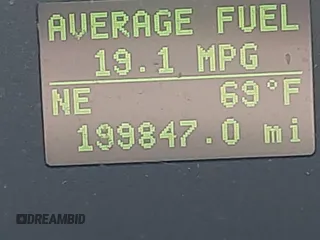 AVERAGE FUEL
19.1 MPG
NE 69°F
199847.0 mi
DREAMBID